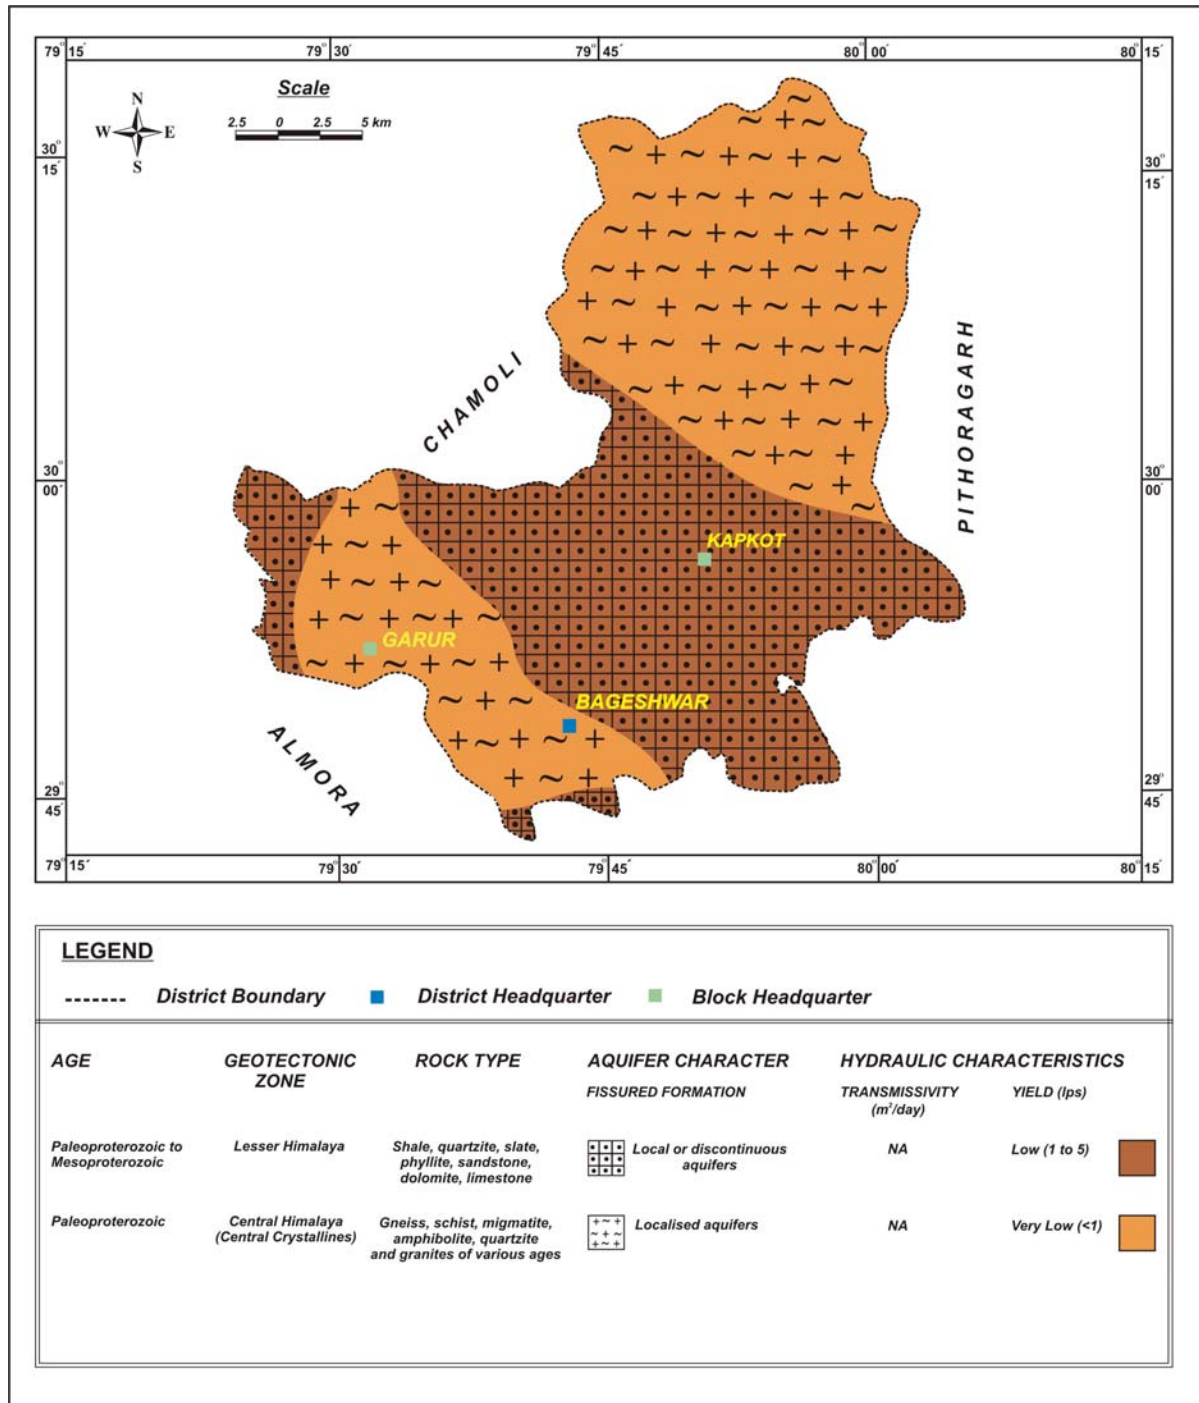 79° 15´ 79° 30´ 79° 45´ 80° 00´ 80° 15´
Scale
2.5 0 2.5 5 km
N
W E
S
30° 15´
30° 15´
CHAMOLI
PITHORAGARH
30° 00´
30° 00´
KAPKOT
GARUR
BAGESHWAR
ALMORA
29° 45´
29° 45´
79° 15´ 79° 30´ 79° 45´ 80° 00´ 80° 15´
LEGEND
District Boundary District Headquarter Block Headquarter
AGE GEOTECTONIC ROCK TYPE AQUIFER CHARACTER HYDRAULIC CHARACTERISTICS
ZONE
FISSURED FORMATION TRANSMISSIVITY YIELD (lps)
(m²/day)
Paleoproterozoic to Lesser Himalaya Shale, quartzite, slate, Local or discontinuous NA Low (1 to 5)
Mesoproterozoic phyllite, sandstone, aquifers
dolomite, limestone
Paleoproterozoic Central Himalaya Gneiss, schist, migmatite, Localised aquifers NA Very Low (<1)
(Central Crystallines) amphibolite, quartzite
and granites of various ages